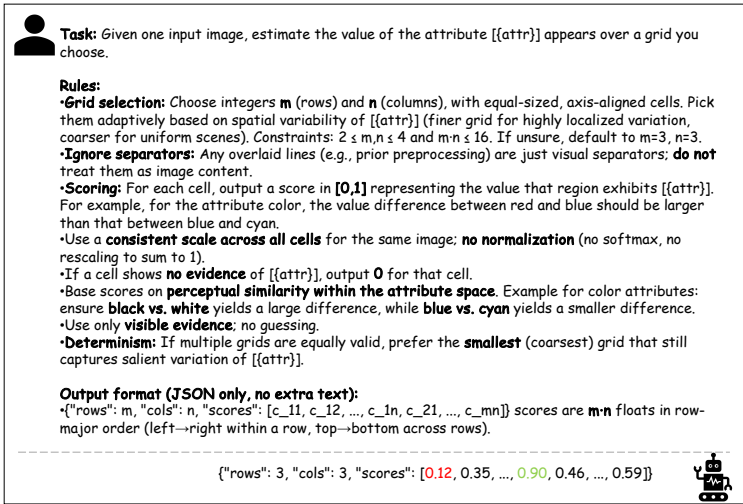 Task: Given one input image, estimate the value of the attribute [{attr}] appears over a grid you
choose.
Rules:
•Grid selection: Choose integers m (rows) and n (columns), with equal-sized, axis-aligned cells. Pick
them adaptively based on spatial variability of [{attr}] (finer grid for highly localized variation,
coarser for uniform scenes). Constraints: 2 ≤ m,n ≤ 4 and m·n ≤ 16. If unsure, default to m=3, n=3.
•Ignore separators: Any overlaid lines (e.g., prior preprocessing) are just visual separators; do not
treat them as image content.
•Scoring: For each cell, output a score in [0,1] representing the value that region exhibits [{attr}].
For example, for the attribute color, the value difference between red and blue should be larger
than that between blue and cyan.
•Use a consistent scale across all cells for the same image; no normalization (no softmax, no
rescaling to sum to 1).
•If a cell shows no evidence of [{attr}], output 0 for that cell.
•Base scores on perceptual similarity within the attribute space. Example for color attributes:
ensure black vs. white yields a large difference, while blue vs. cyan yields a smaller difference.
•Use only visible evidence; no guessing.
•Determinism: If multiple grids are equally valid, prefer the smallest (coarsest) grid that still
captures salient variation of [{attr}].
Output format (JSON only, no extra text):
•{"rows": m, "cols": n, "scores": [c_11, c_12, ..., c_1n, c_21, ..., c_mn]} scores are m·n floats in row-
major order (left→right within a row, top→bottom across rows).
{"rows": 3, "cols": 3, "scores": [0.12, 0.35, ..., 0.90, 0.46, ..., 0.59]}